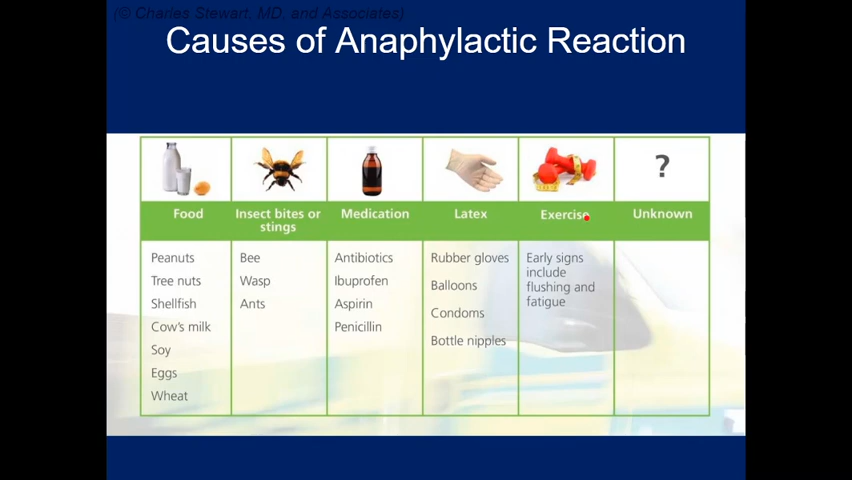 (© Charles Stewart, MD, and Associates)
Causes of Anaphylactic Reaction
?
Food
Insect bites or
stings
Medication
Latex
Exercise
Unknown
Peanuts
Tree nuts
Shellfish
Cow's milk
Soy
Eggs
Wheat
Bee
Wasp
Ants
Antibiotics
Ibuprofen
Aspirin
Penicillin
Rubber gloves
Balloons
Condoms
Bottle nipples
Early signs
include
flushing and
fatigue